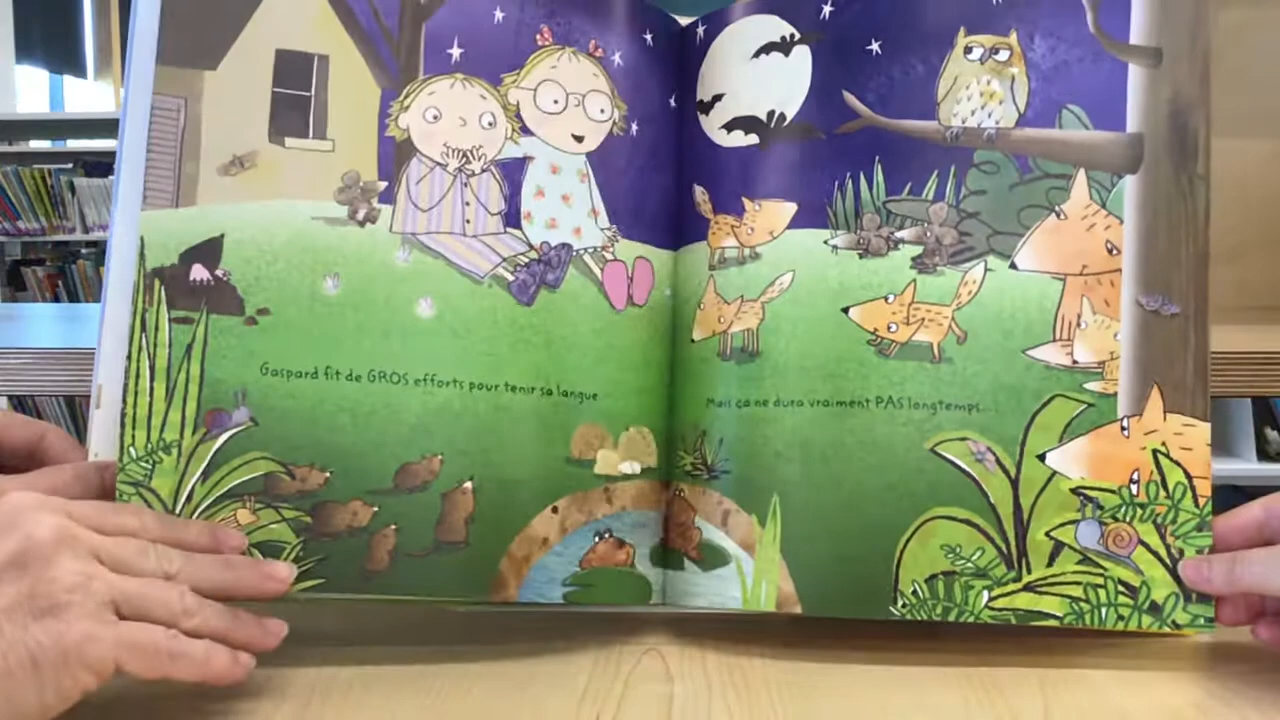 Gaspard fit de GROS efforts pour tenir sa langue
Mais ça ne dura vraiment PAS longtemps...